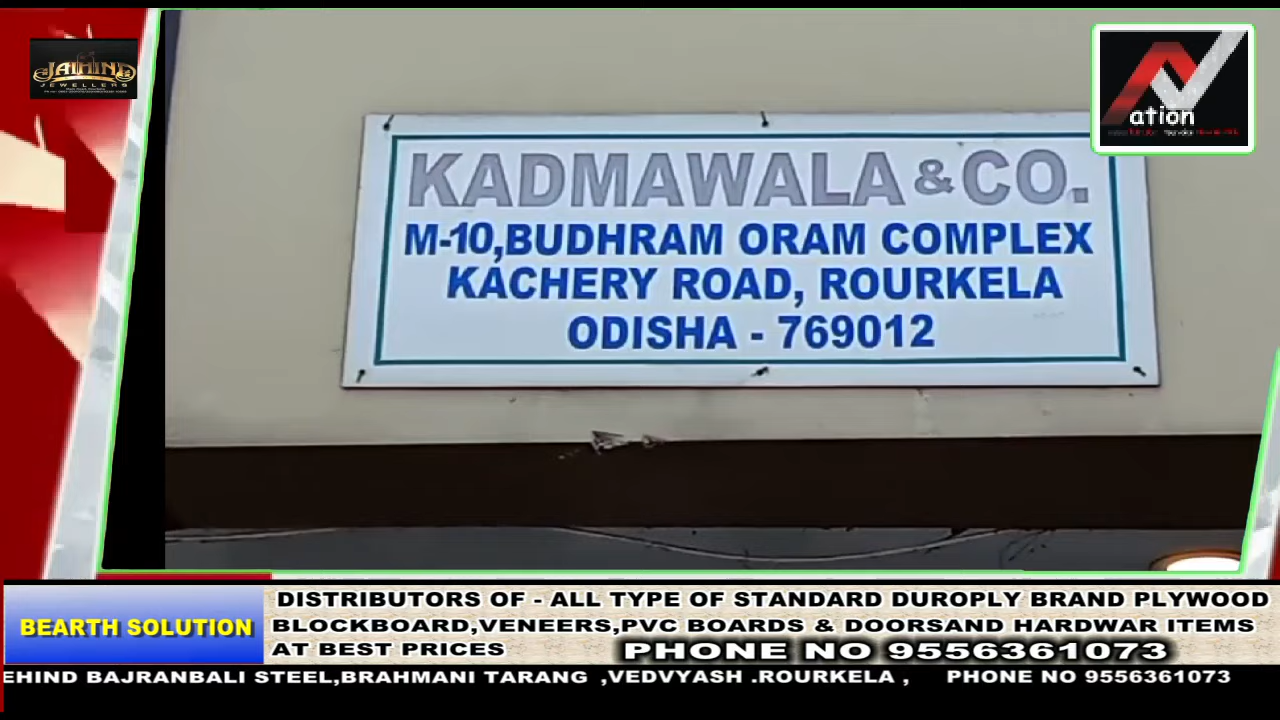 JAIHIND
JEWELLERS
Nation
KADMAWALA & CO.
M-10,BUDHRAM ORAM COMPLEX
KACHERY ROAD, ROURKELA
ODISHA - 769012
BEARTH SOLUTION
DISTRIBUTORS OF - ALL TYPE OF STANDARD DUROPLY BRAND PLYWOOD
BLOCKBOARD,VENEERS,PVC BOARDS & DOORSAND HARDWAR ITEMS
AT BEST PRICES
PHONE NO 9556361073
EHIND BAJRANBALI STEEL,BRAHMANI TARANG ,VEDVYASH .ROURKELA , PHONE NO 9556361073